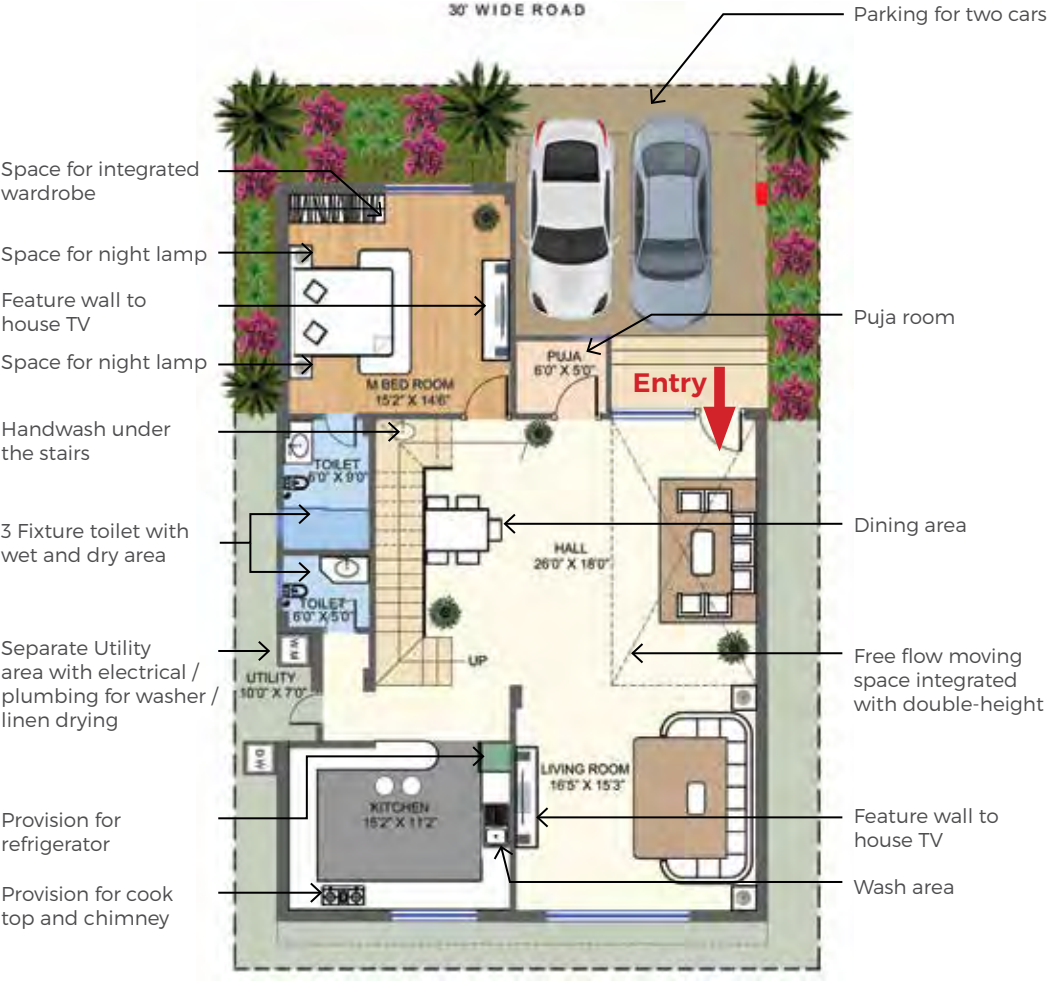 30' WIDE ROAD
Parking for two cars
Space for integrated
wardrobe
Space for night lamp
Feature wall to
house TV
Space for night lamp
Puja room
PUJA
6'0" X 5'0"
M BED ROOM
15'2" X 14'6"
Entry
Handwash under
the stairs
TOILET
6'0" X 9'0"
3 Fixture toilet with
wet and dry area
Dining area
HALL
26'0" X 18'0"
TOILET
6'0" X 5'0"
Separate Utility
area with electrical /
plumbing for washer /
linen drying
WM
UTILITY
10'0" X 7'0"
UP
Free flow moving
space integrated
with double-height
DW
LIVING ROOM
16'5" X 15'3"
KITCHEN
15'2" X 11'2"
Provision for
refrigerator
Feature wall to
house TV
Provision for cook
top and chimney
Wash area